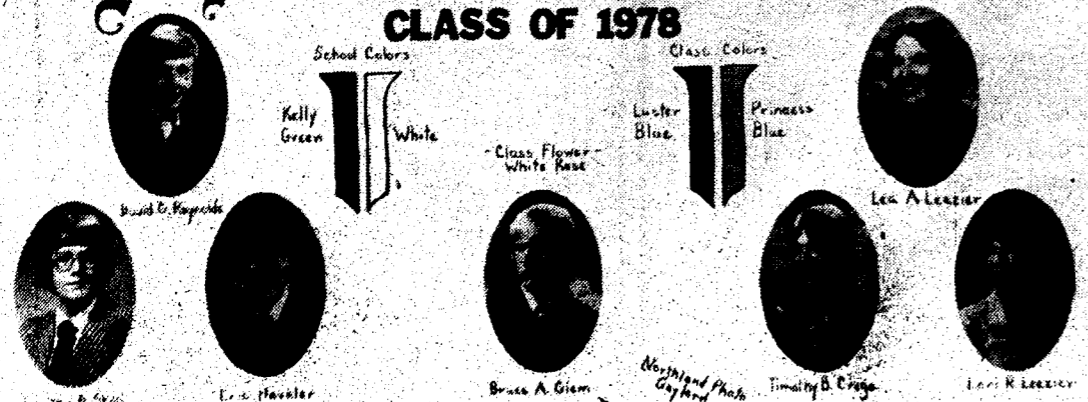 CLASS OF 1978
School Colors
Class Colors
Kelly
Green
White
Luster
Blue
Princess
Blue
- Class Flower -
White Rose
David G. Reynolds
Lea A Leazier
Bruce A. Giem
Northland Photo
Gaylord
Timothy B.
Lori R Leazier